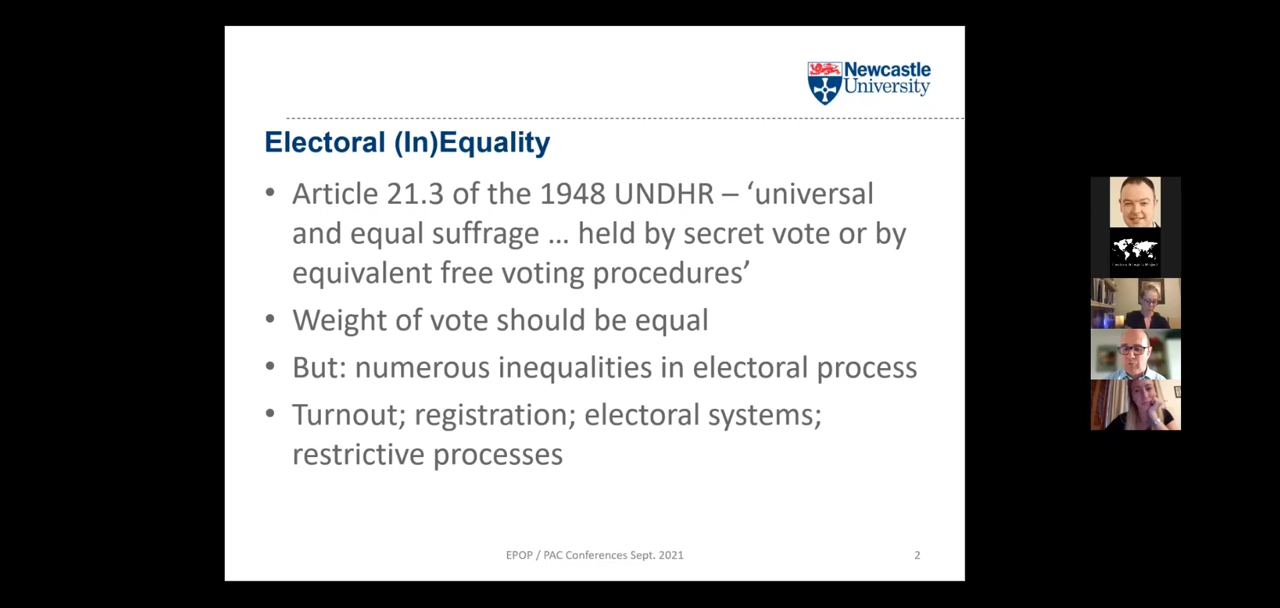 Newcastle
University
Electoral (In)Equality
• Article 21.3 of the 1948 UNDHR – ‘universal
and equal suffrage … held by secret vote or by
equivalent free voting procedures’
• Weight of vote should be equal
• But: numerous inequalities in electoral process
• Turnout; registration; electoral systems;
restrictive processes
EPOP / PAC Conferences Sept. 2021
2